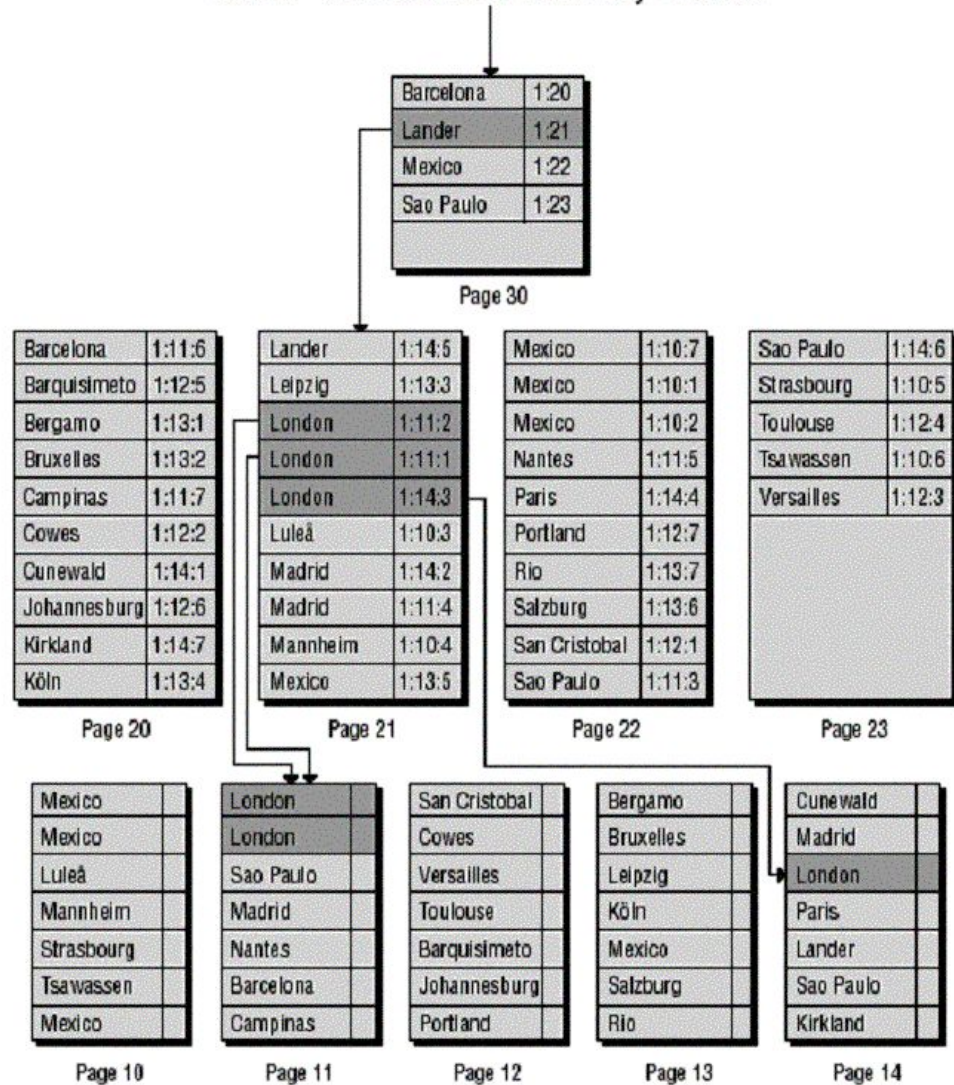 Barcelona 1:20
Lander 1:21
Mexico 1:22
Sao Paulo 1:23
Page 30
Barcelona 1:11:6
Barquisimeto 1:12:5
Bergamo 1:13:1
Bruxelles 1:13:2
Campinas 1:11:7
Cowes 1:12:2
Cunewald 1:14:1
Johannesburg 1:12:6
Kirkland 1:14:7
Köln 1:13:4
Page 20
Lander 1:14:5
Leipzig 1:13:3
London 1:11:2
London 1:11:1
London 1:14:3
Luleå 1:10:3
Madrid 1:14:2
Madrid 1:11:4
Mannheim 1:10:4
Mexico 1:13:5
Page 21
Mexico 1:10:7
Mexico 1:10:1
Mexico 1:10:2
Nantes 1:11:5
Paris 1:14:4
Portland 1:12:7
Rio 1:13:7
Salzburg 1:13:6
San Cristobal 1:12:1
Sao Paulo 1:11:3
Page 22
Sao Paulo 1:14:6
Strasbourg 1:10:5
Toulouse 1:12:4
Tsawassen 1:10:6
Versailles 1:12:3
Page 23
Mexico
Mexico
Luleå
Mannheim
Strasbourg
Tsawassen
Mexico
Page 10
London
London
Sao Paulo
Madrid
Nantes
Barcelona
Campinas
Page 11
San Cristobal
Cowes
Versailles
Toulouse
Barquisimeto
Johannesburg
Portland
Page 12
Bergamo
Bruxelles
Leipzig
Köln
Mexico
Salzburg
Rio
Page 13
Cunewald
Madrid
London
Paris
Lander
Sao Paulo
Kirkland
Page 14